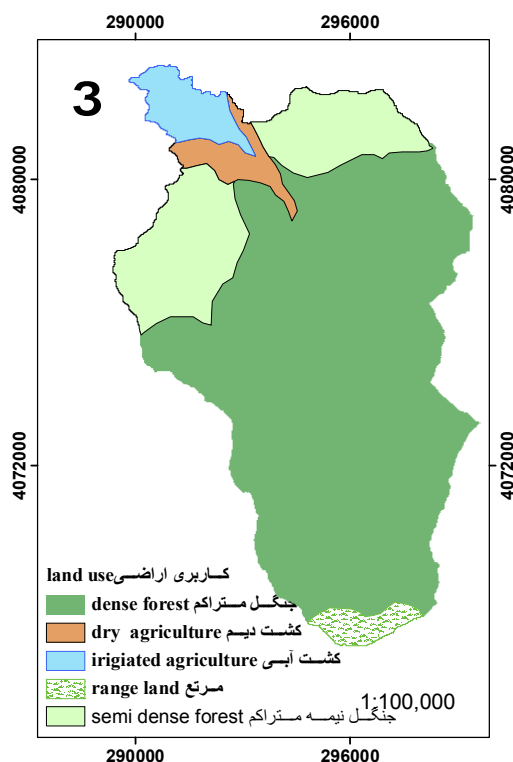 290000 296000
3
4080000 4080000
4072000 4072000
land use کاربری اراضی
dense forest جنگل متراکم
dry agriculture کشت دیم
irigiated agriculture کشت آبی
range land مرتع
1:100,000
semi dense forest جنگل نیمه متراکم
290000 296000